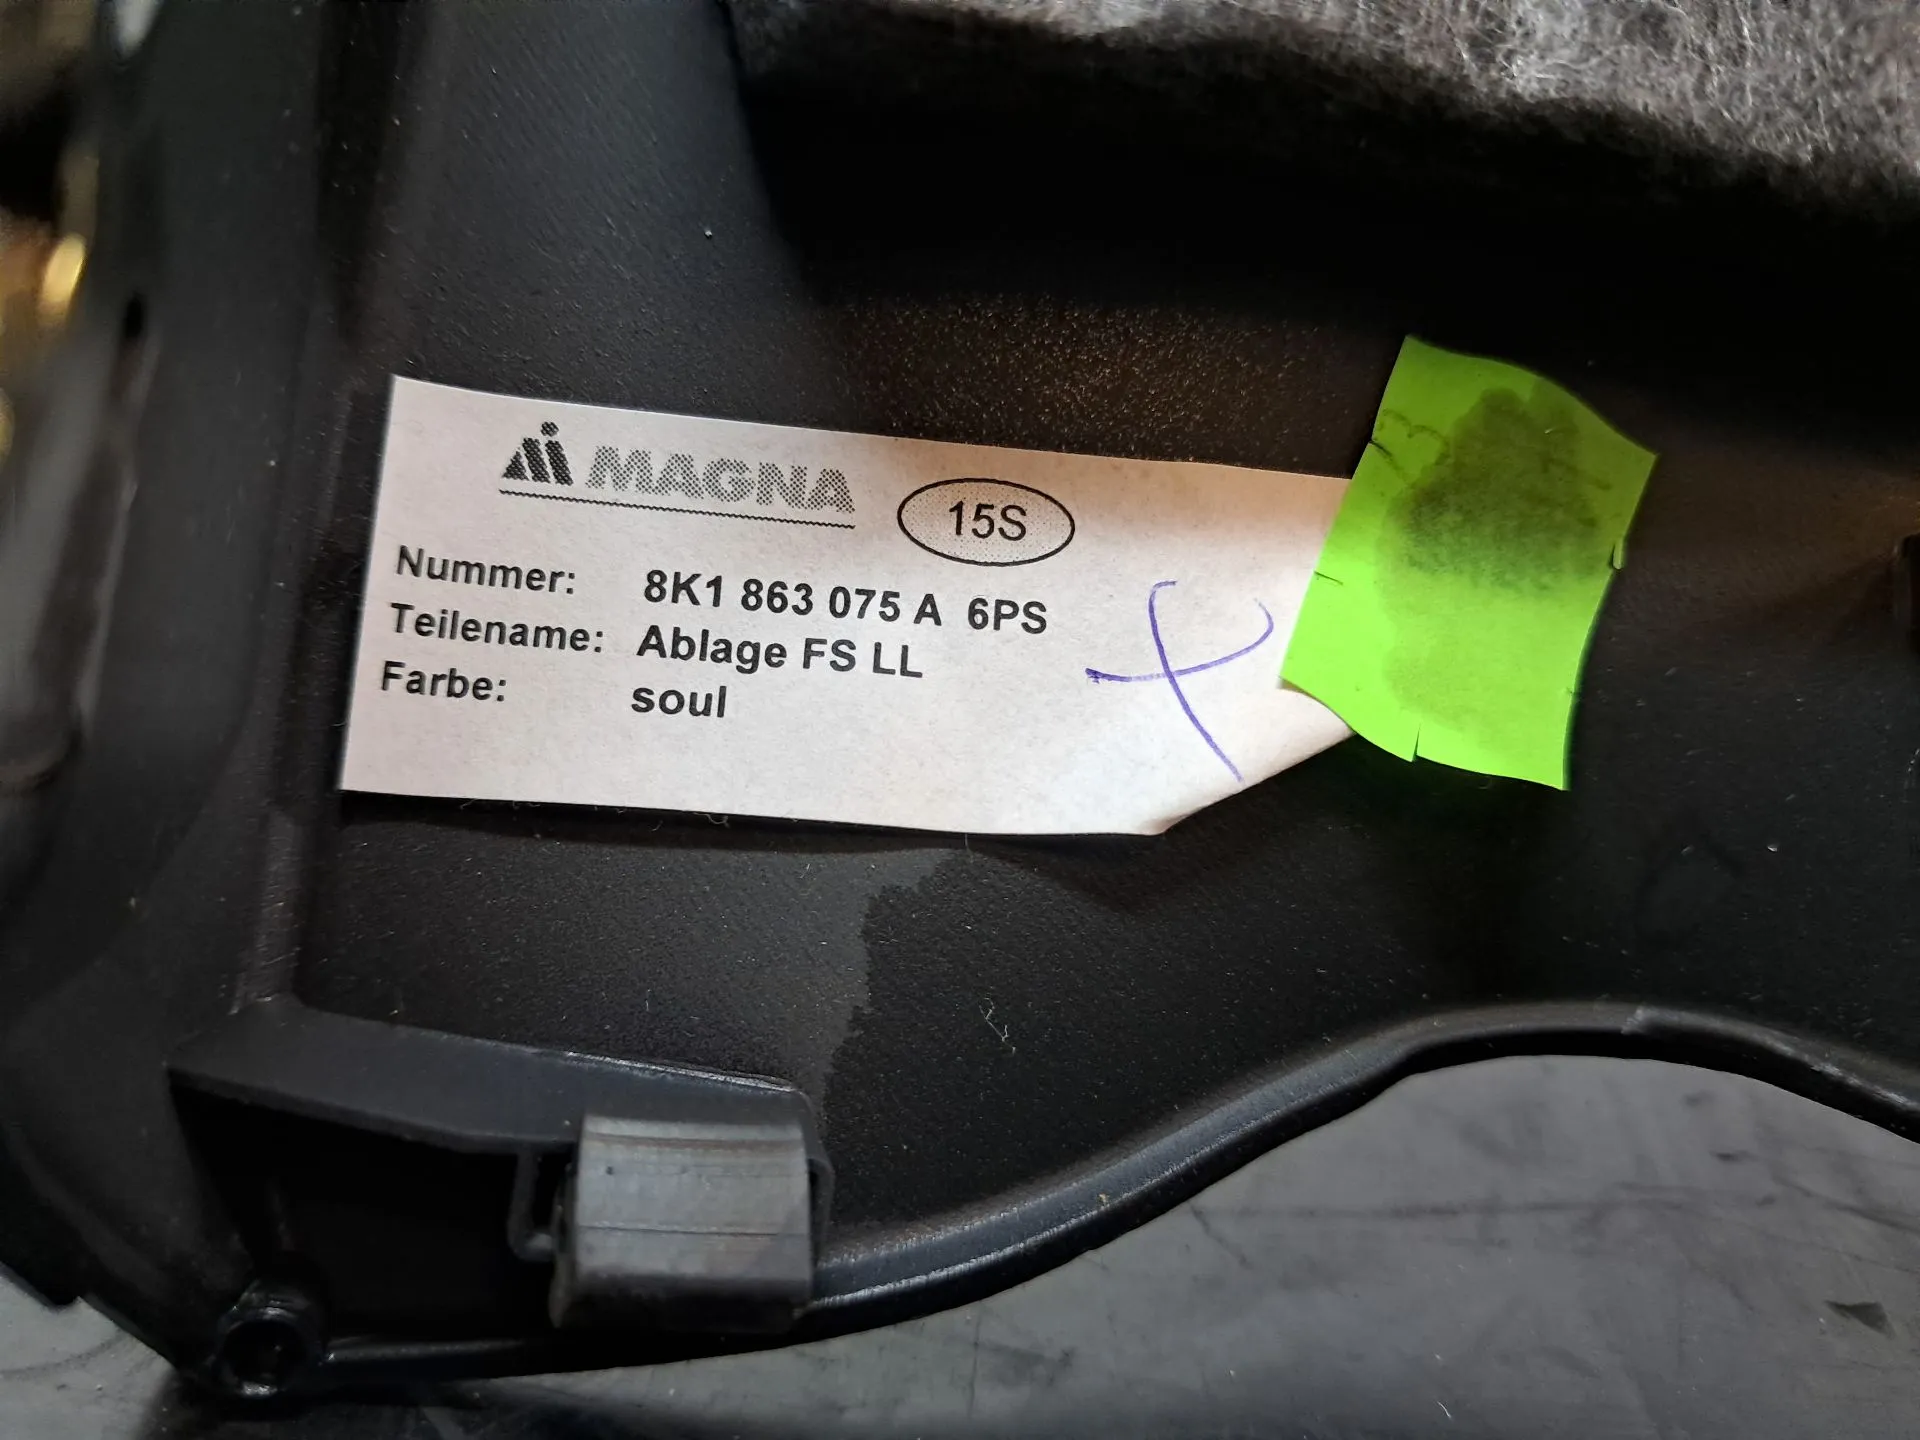 MAGNA
15S
Nummer: 8K1 863 075 A 6PS
Teilename: Ablage FS LL
Farbe: soul